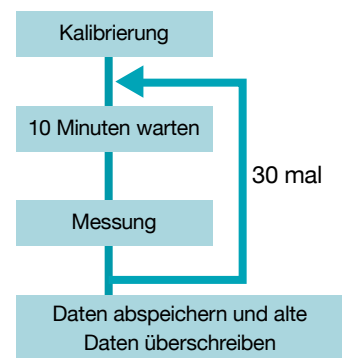 Kalibrierung
10 Minuten warten
30 mal
Messung
Daten abspeichern und alte
Daten überschreiben